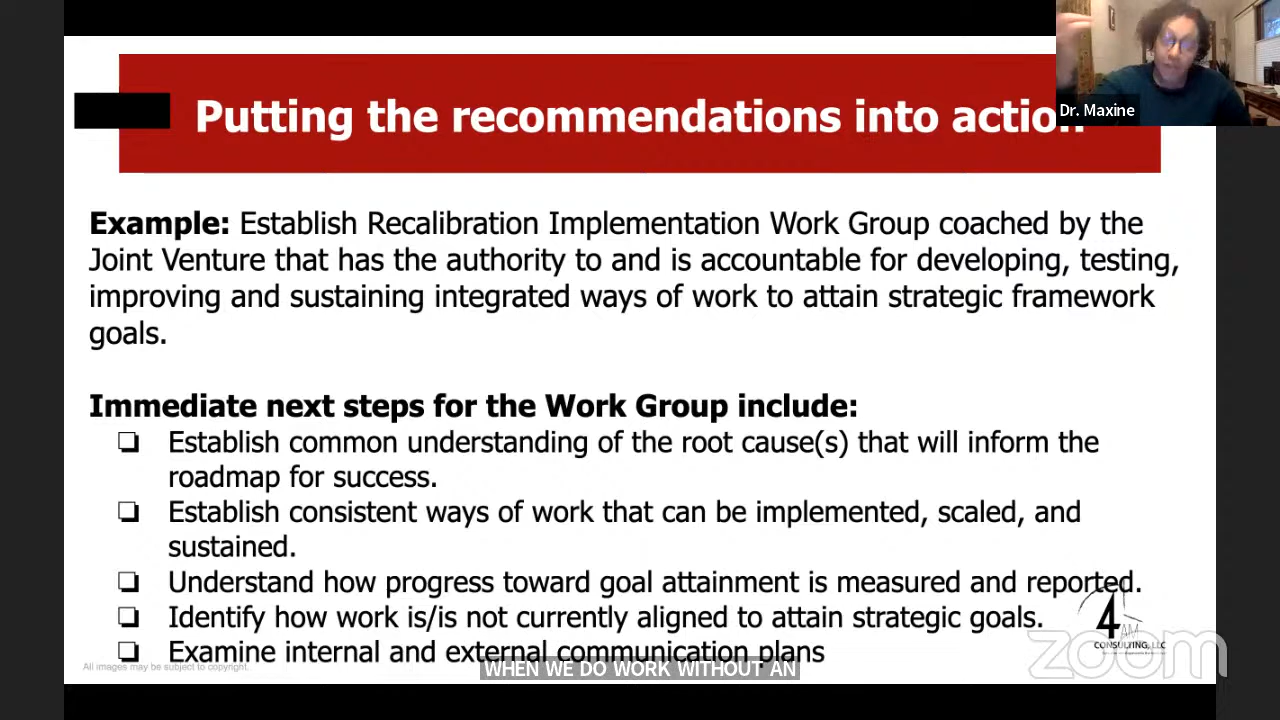 Putting the recommendations into action
Dr. Maxine
Example: Establish Recalibration Implementation Work Group coached by the
Joint Venture that has the authority to and is accountable for developing, testing,
improving and sustaining integrated ways of work to attain strategic framework
goals.
Immediate next steps for the Work Group include:
❏ Establish common understanding of the root cause(s) that will inform the
roadmap for success.
❏ Establish consistent ways of work that can be implemented, scaled, and
sustained.
❏ Understand how progress toward goal attainment is measured and reported.
❏ Identify how work is/is not currently aligned to attain strategic goals.
❏ Examine internal and external communication plans
4
AM
CONSULTING, LLC
zoom
All images may be subject to copyright.
WHEN WE DO WORK WITHOUT AN